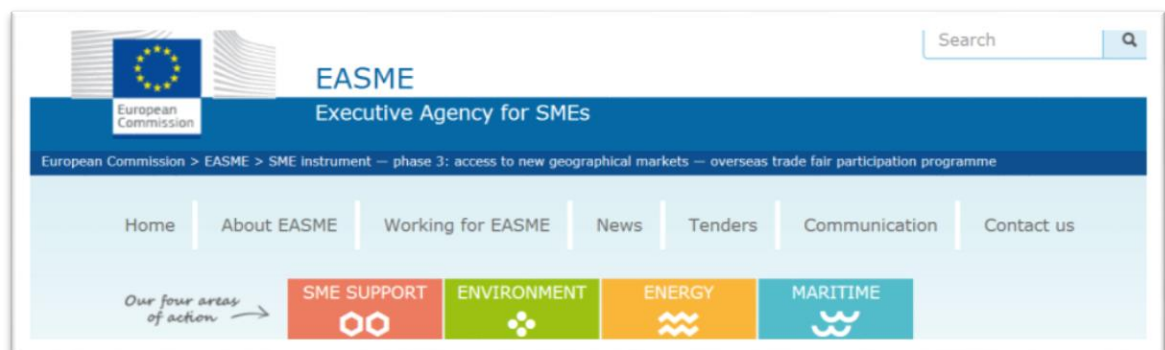 Search
EASME
European
Commission
Executive Agency for SMEs
European Commission > EASME > SME instrument — phase 3: access to new geographical markets — overseas trade fair participation programme
Home About EASME Working for EASME News Tenders Communication Contact us
Our four areas
of action
SME SUPPORT ENVIRONMENT ENERGY MARITIME